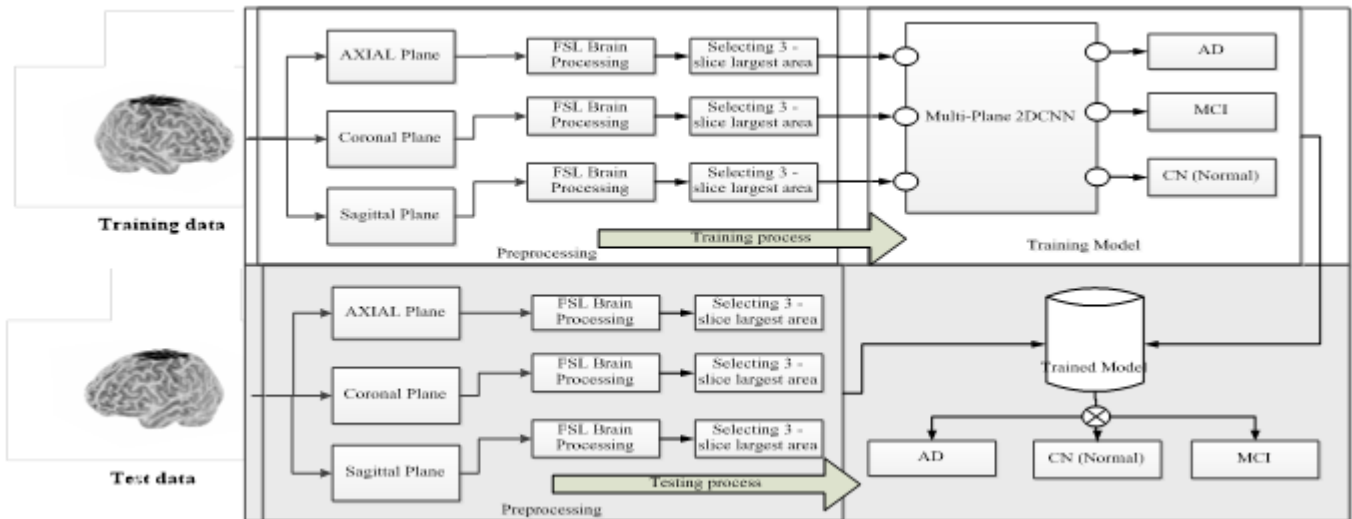 AXIAL Plane
FSL Brain
Processing
Selecting 3 -
slice largest area
AD
Coronal Plane
FSL Brain
Processing
Selecting 3 -
slice largest area
Multi-Plane 2DCNN
MCI
Sagittal Plane
FSL Brain
Processing
Selecting 3 -
slice largest area
CN (Normal)
Training data
Training process
Preprocessing
Training Model
AXIAL Plane
FSL Brain
Processing
Selecting 3 -
slice largest area
Coronal Plane
FSL Brain
Processing
Selecting 3 -
slice largest area
Trained Model
Sagittal Plane
FSL Brain
Processing
Selecting 3 -
slice largest area
AD
CN (Normal)
MCI
Test data
Testing process
Preprocessing